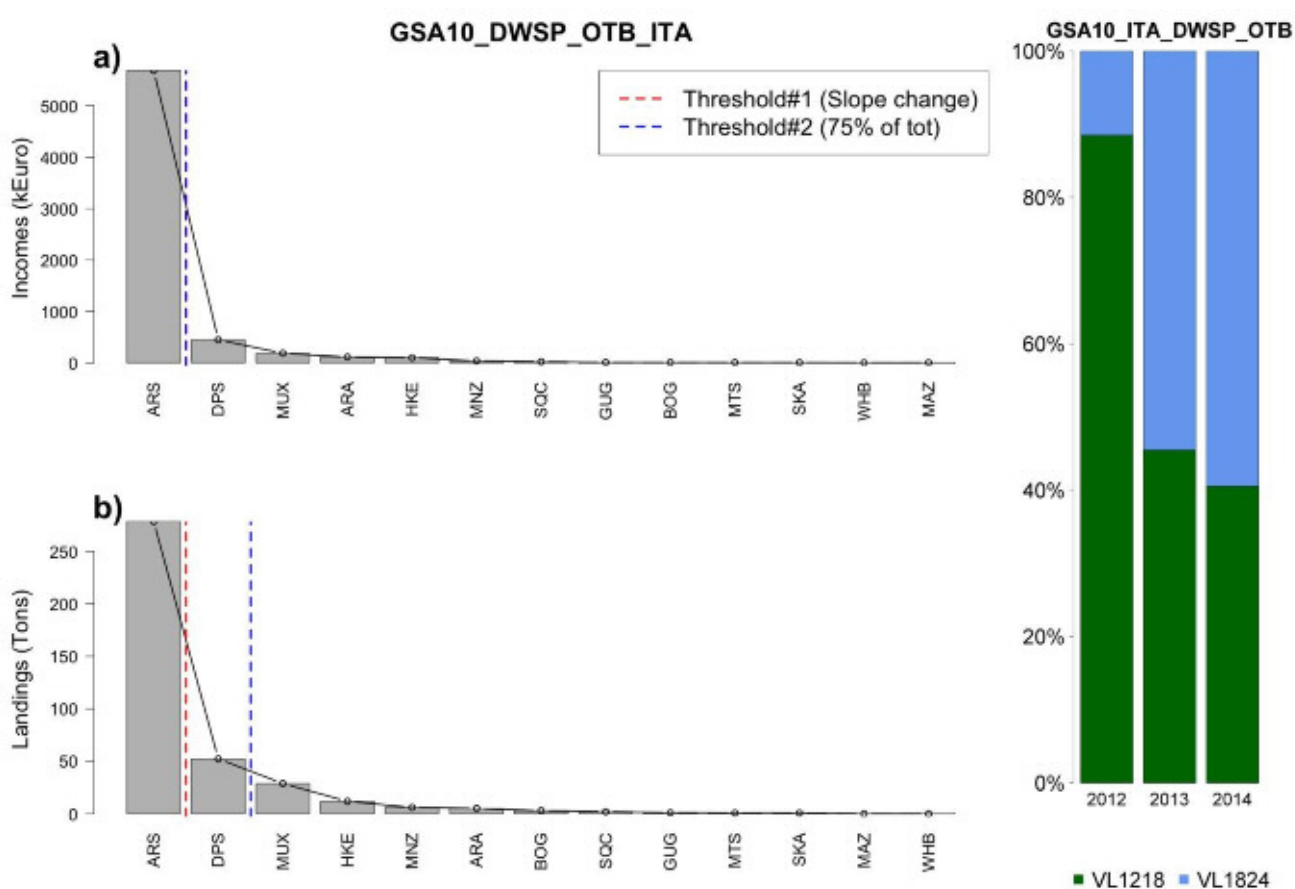 GSA10_DWSP_OTB_ITA
a)
Incomes (kEuro)
5000
4000
3000
2000
1000
0
Threshold#1 (Slope change)
Threshold#2 (75% of tot)
ARS DPS MUX ARA HKE MNZ SQC GUG BOG MTS SKA WHB MAZ
b)
Landings (Tons)
250
200
150
100
50
0
ARS DPS MUX HKE MNZ ARA BOG SQC GUG MTS SKA MAZ WHB
GSA10_ITA_DWSP_OTB
100%
80%
60%
40%
20%
0%
2012 2013 2014
VL1218 VL1824